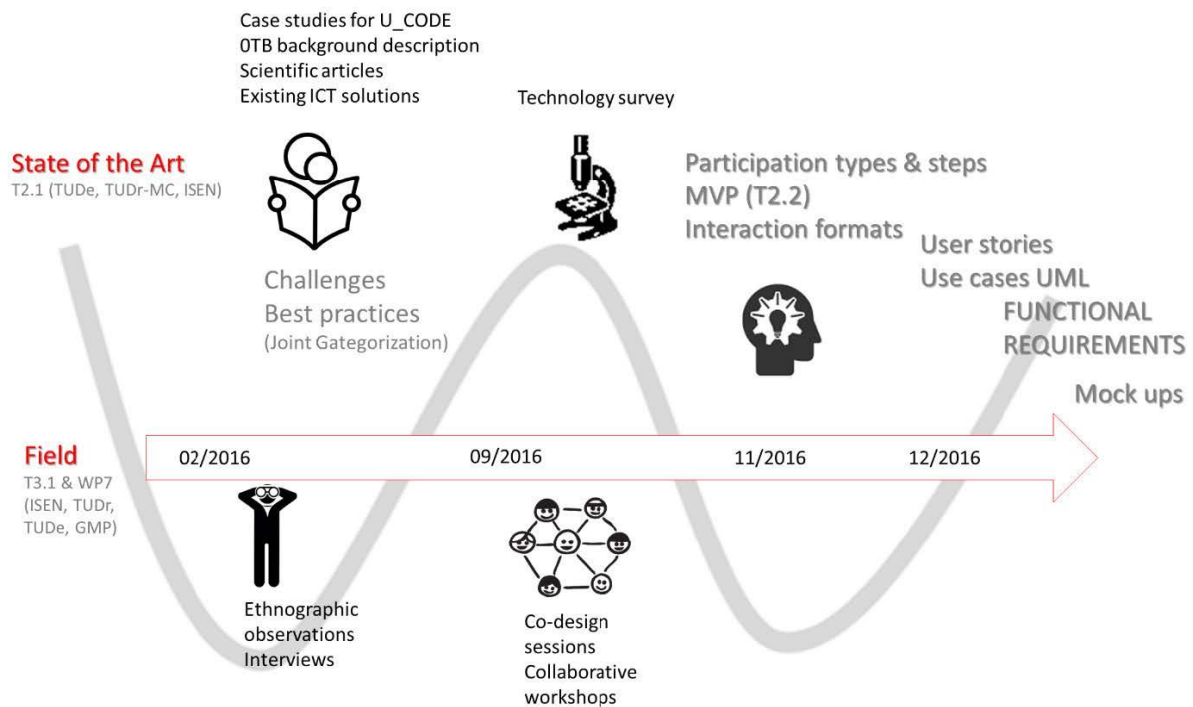 Case studies for U_CODE
0TB background description
Scientific articles
Existing ICT solutions
Technology survey
State of the Art
T2.1 (TUDe, TUDr-MC, ISEN)
Participation types & steps
MVP (T2.2)
Interaction formats
User stories
Use cases UML
FUNCTIONAL
REQUIREMENTS
Mock ups
Challenges
Best practices
(Joint Gategorization)
Field
T3.1 & WP7
(ISEN, TUDr,
TUDe, GMP)
02/2016
09/2016
11/2016
12/2016
Ethnographic
observations
Interviews
Co-design
sessions
Collaborative
workshops